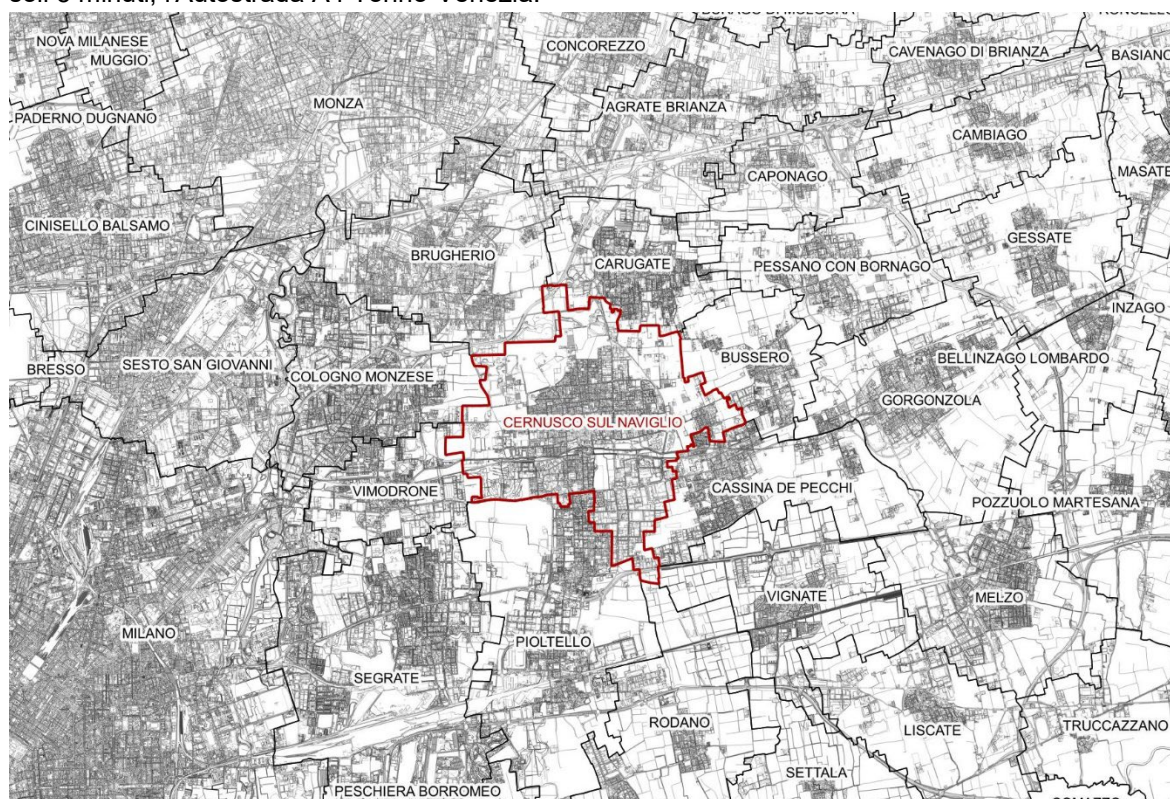 NOVA MILANESE
MUGGIO
CONCOREZZO
CAVENAGO DI BRIANZA
BASIANO
MONZA
AGRATE BRIANZA
PADERNO DUGNANO
CAMBIAGO
CAPONAGO
MASATE
CINISELLO BALSAMO
BRUGHERIO
CARUGATE
PESSANO CON BORNAGO
GESSATE
INZAGO
BRESSO
SESTO SAN GIOVANNI
COLOGNO MONZESE
BUSSERO
BELLINZAGO LOMBARDO
GORGONZOLA
CERNUSCO SUL NAVIGLIO
VIMODRONE
CASSINA DE PECCHI
POZZUOLO MARTESANA
VIGNATE
MELZO
MILANO
PIOLTELLO
SEGRATE
RODANO
LISCATE
TRUCCAZZANO
SETTALA
PESCHIERA BORROMEO